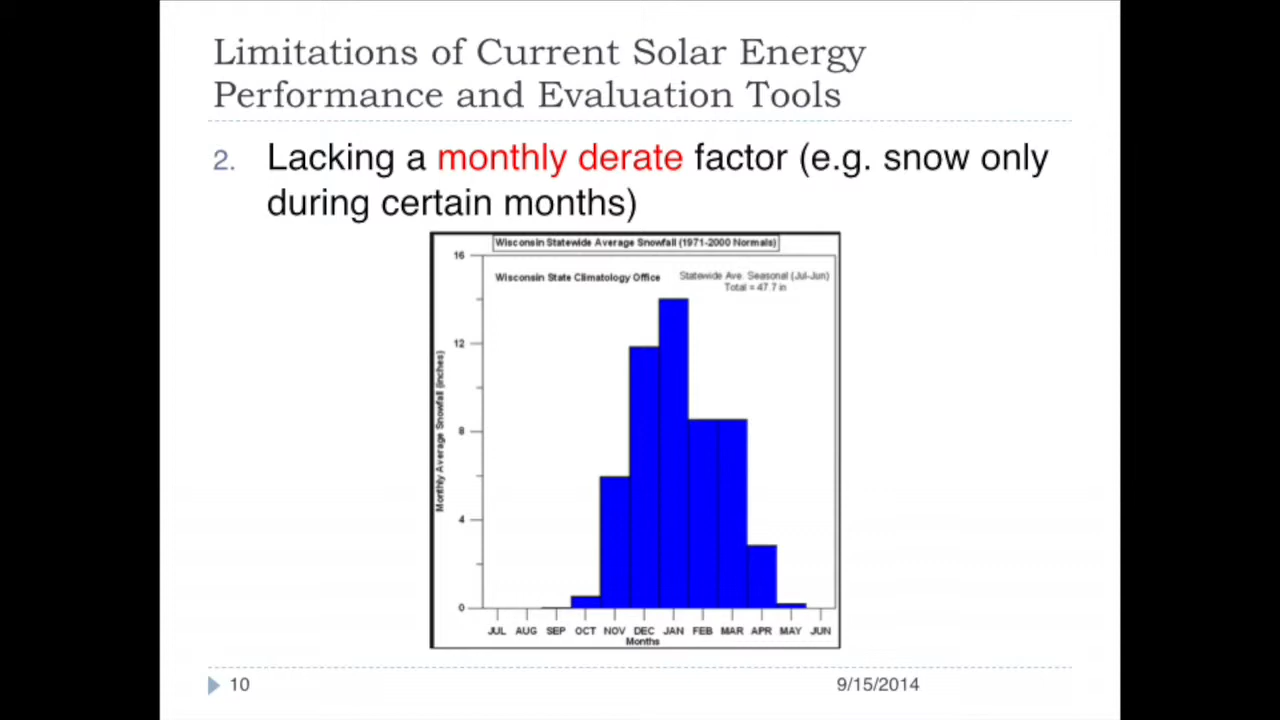 Limitations of Current Solar Energy
Performance and Evaluation Tools
2. Lacking a monthly derate factor (e.g. snow only
during certain months)
Wisconsin Statewide Average Snowfall (1971-2000 Normals)
Wisconsin State Climatology Office
Statewide Ave. Seasonal (Jul-Jun)
Total = 47.7 in
Monthly Average Snowfall (inches)
16
12
8
4
0
JUL AUG SEP OCT NOV DEC JAN FEB MAR APR MAY JUN
Months
10
9/15/2014